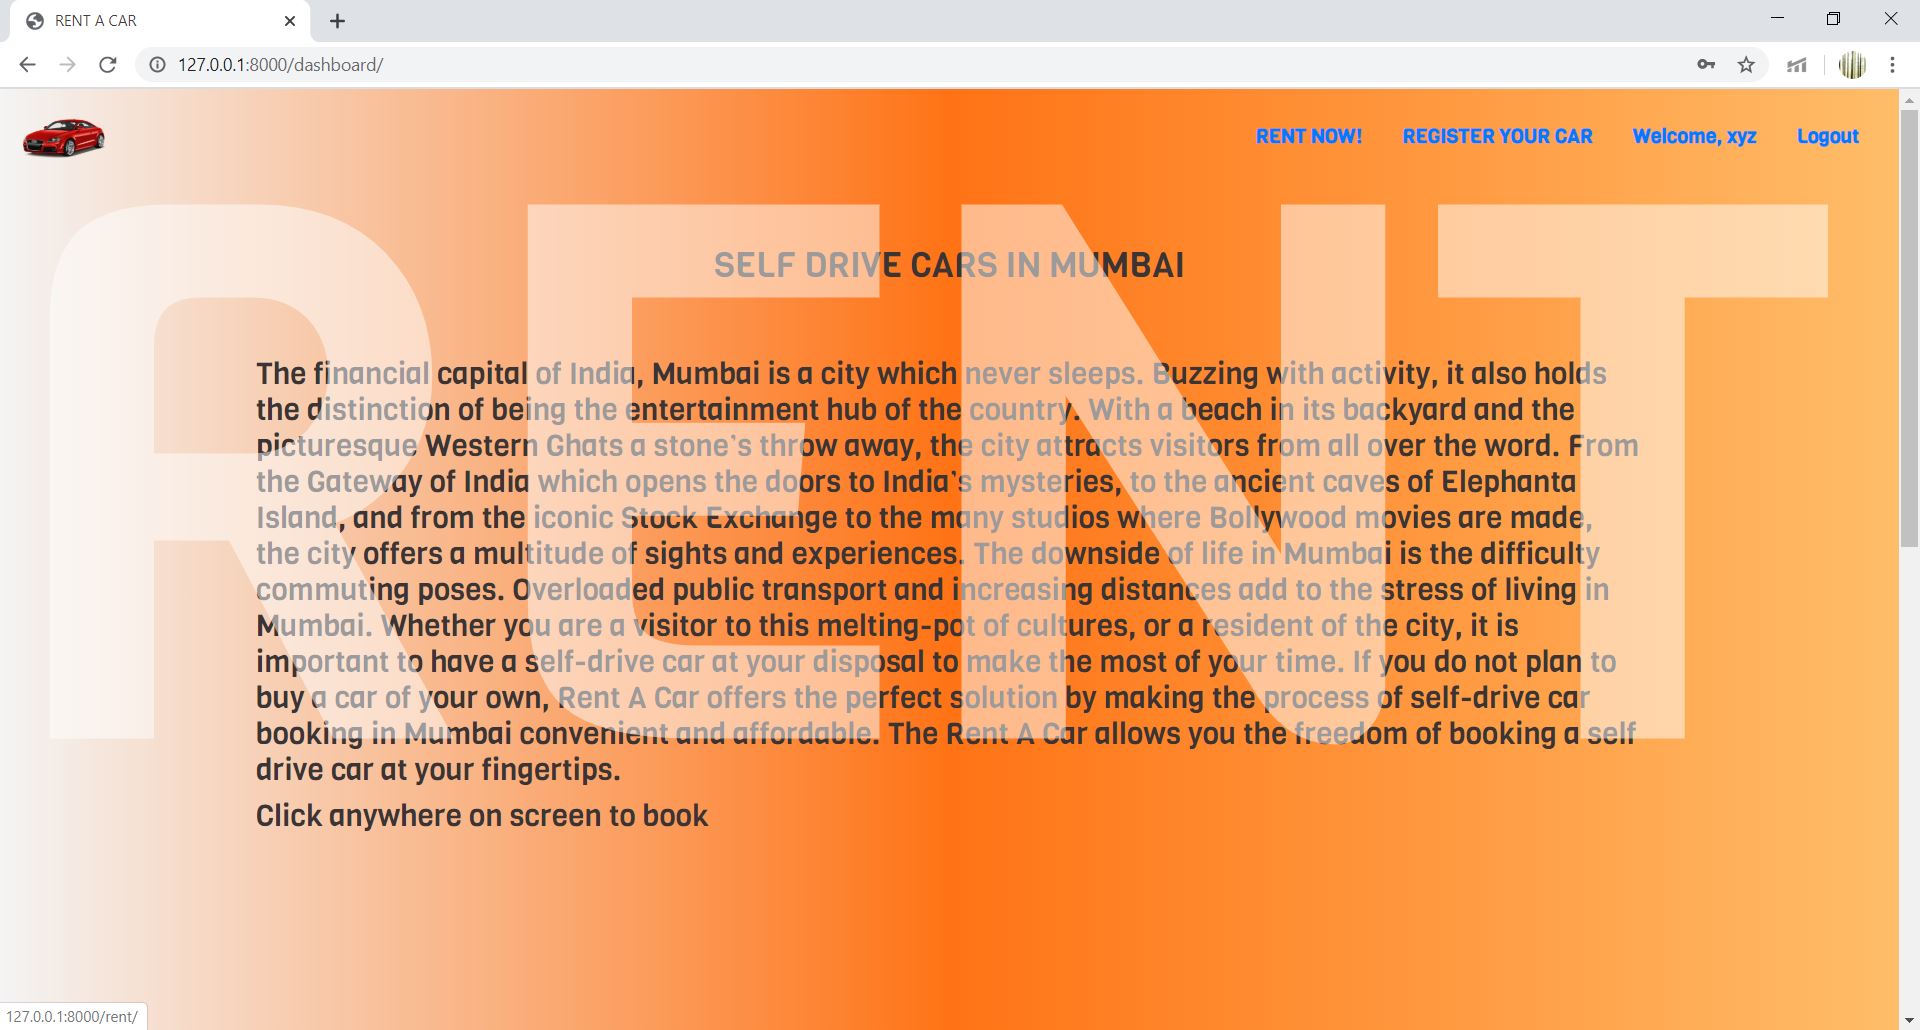 RENT A CAR
127.0.0.1:8000/dashboard/
RENT NOW! REGISTER YOUR CAR Welcome, xyz Logout
RENT
SELF DRIVE CARS IN MUMBAI
The financial capital of India, Mumbai is a city which never sleeps. Buzzing with activity, it also holds
the distinction of being the entertainment hub of the country. With a beach in its backyard and the
picturesque Western Ghats a stone's throw away, the city attracts visitors from all over the word. From
the Gateway of India which opens the doors to India's mysteries, to the ancient caves of Elephanta
Island, and from the iconic Stock Exchange to the many studios where Bollywood movies are made,
the city offers a multitude of sights and experiences. The downside of life in Mumbai is the difficulty
commuting poses. Overloaded public transport and increasing distances add to the stress of living in
Mumbai. Whether you are a visitor to this melting-pot of cultures, or a resident of the city, it is
important to have a self-drive car at your disposal to make the most of your time. If you do not plan to
buy a car of your own, Rent A Car offers the perfect solution by making the process of self-drive car
booking in Mumbai convenient and affordable. The Rent A Car allows you the freedom of booking a self
drive car at your fingertips.
Click anywhere on screen to book
127.0.0.1:8000/rent/